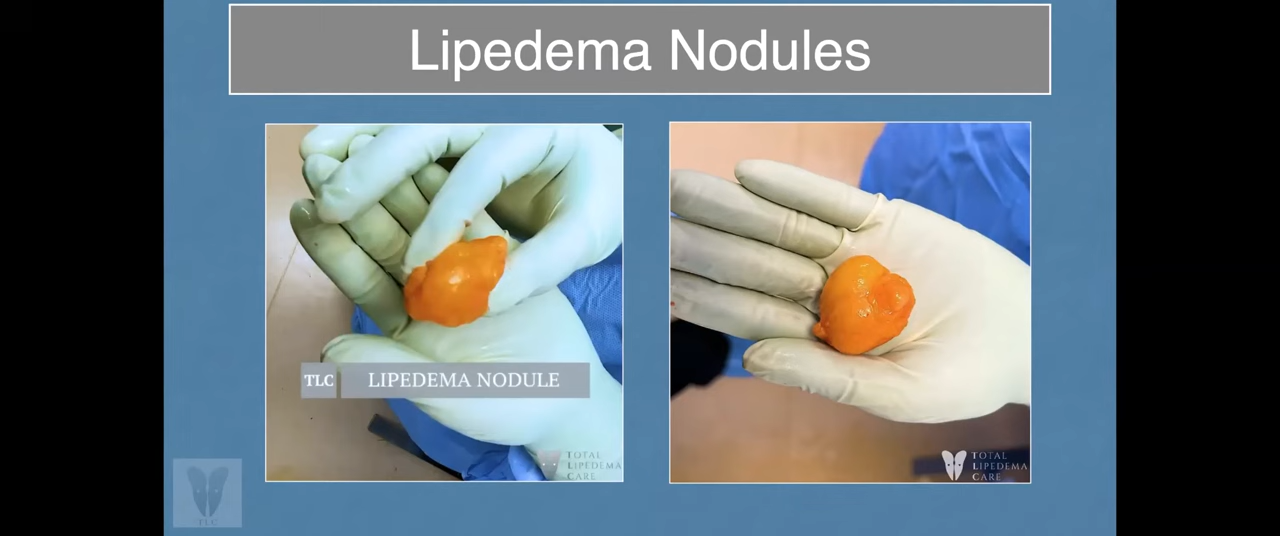 Lipedema Nodules
TLC LIPEDEMA NODULE
TOTAL
LIPEDEMA
CARE
TOTAL
LIPEDEMA
CARE
TLC